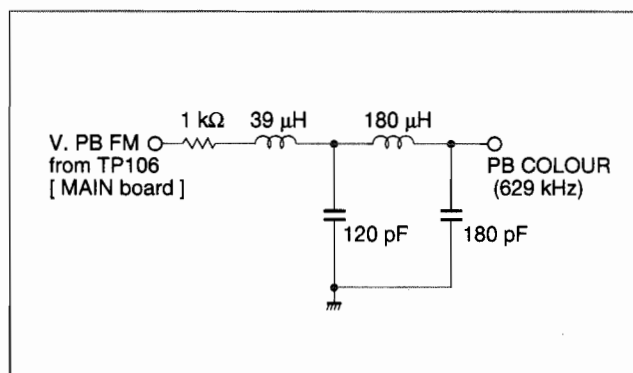 1 kΩ
39 μH
180 μH
V. PB FM
from TP106
[ MAIN board ]
PB COLOUR
(629 kHz)
120 pF
180 pF